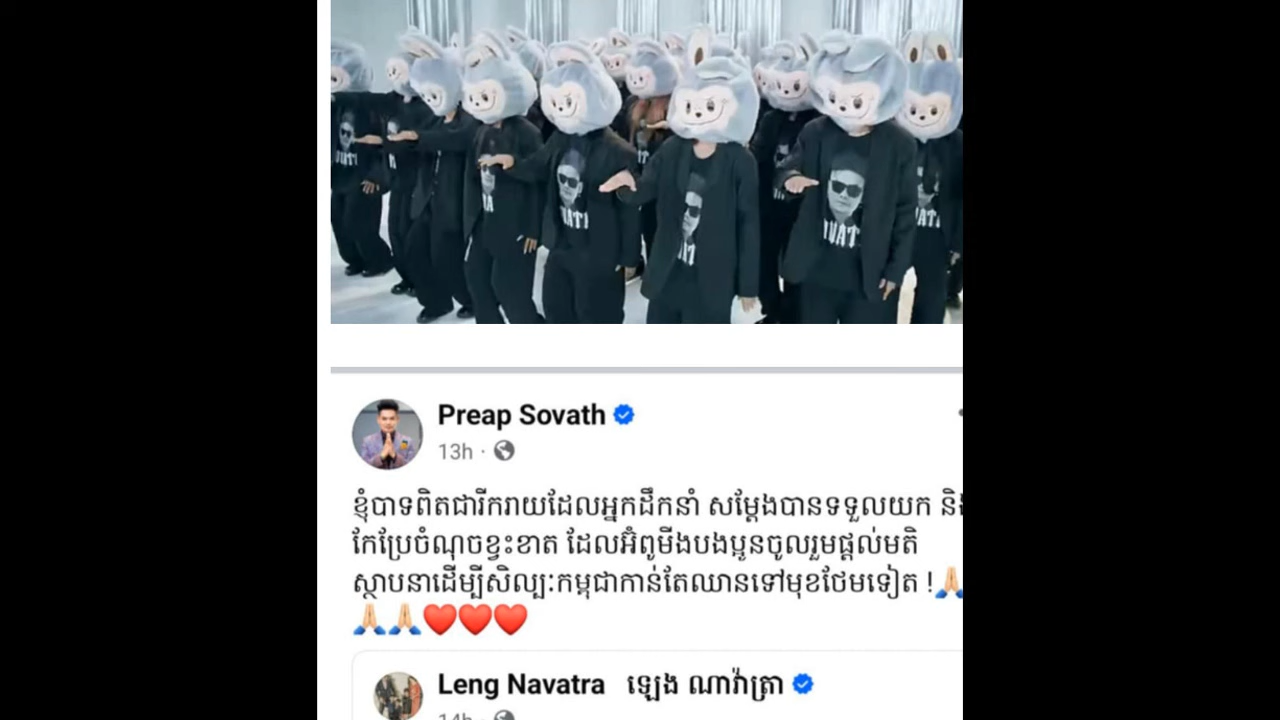 Preap Sovath
13h ·
ខ្ញុំបាទពិតជារីករាយដែលអ្នកដឹកនាំ សម្ដែងបានទទួលយក
កែប្រែចំណុចខ្វះខាត ដែលអ៊ំពូមីងបងប្អូនចូលរួមផ្ដល់មតិ
ស្ថាបនាដើម្បីសិល្បៈកម្ពុជាកាន់តែឈានទៅមុខថែមទៀត !🙏🏻
🙏🏻🙏🏻❤️❤️❤️
Leng Navatra ឡេង ណាវ៉ាត្រា